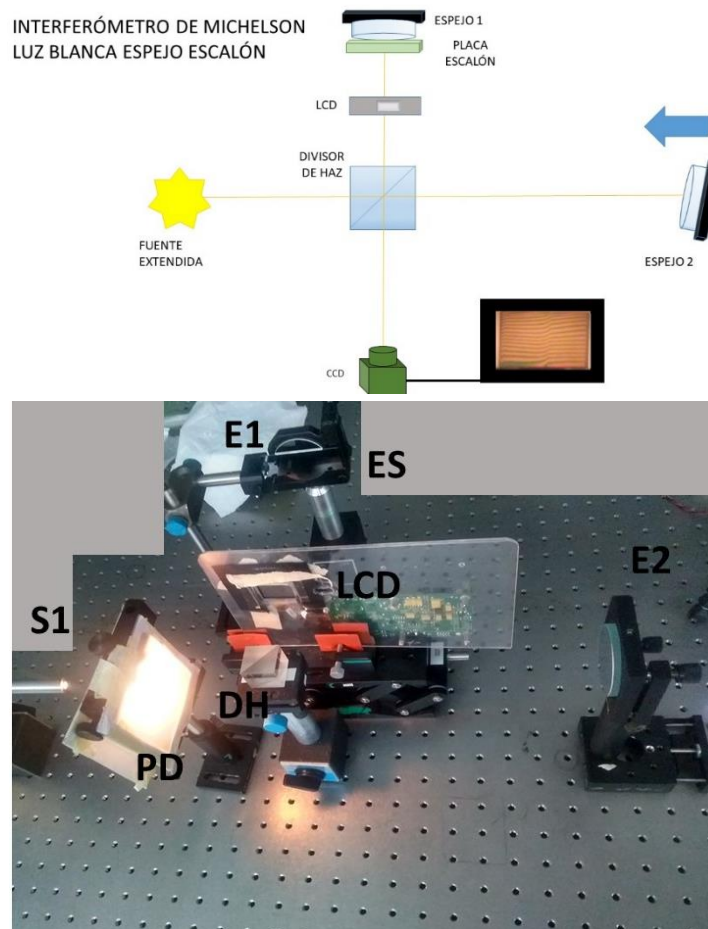 INTERFERÓMETRO DE MICHELSON
LUZ BLANCA ESPEJO ESCALÓN
ESPEJO 1
PLACA
ESCALÓN
LCD
DIVISOR
DE HAZ
FUENTE
EXTENDIDA
ESPEJO 2
CCD
E1
ES
LCD
E2
S1
DH
PD